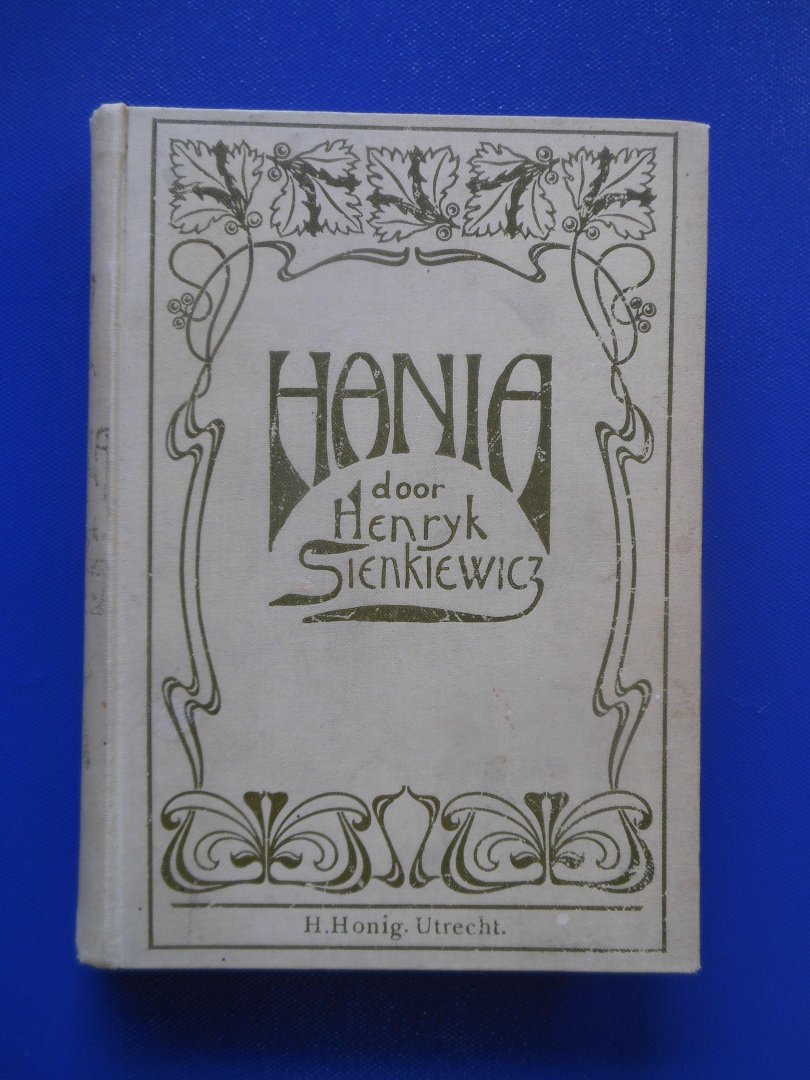 HANIA
door
Henryk
SIENKIEWICZ
H. Honig. Utrecht.